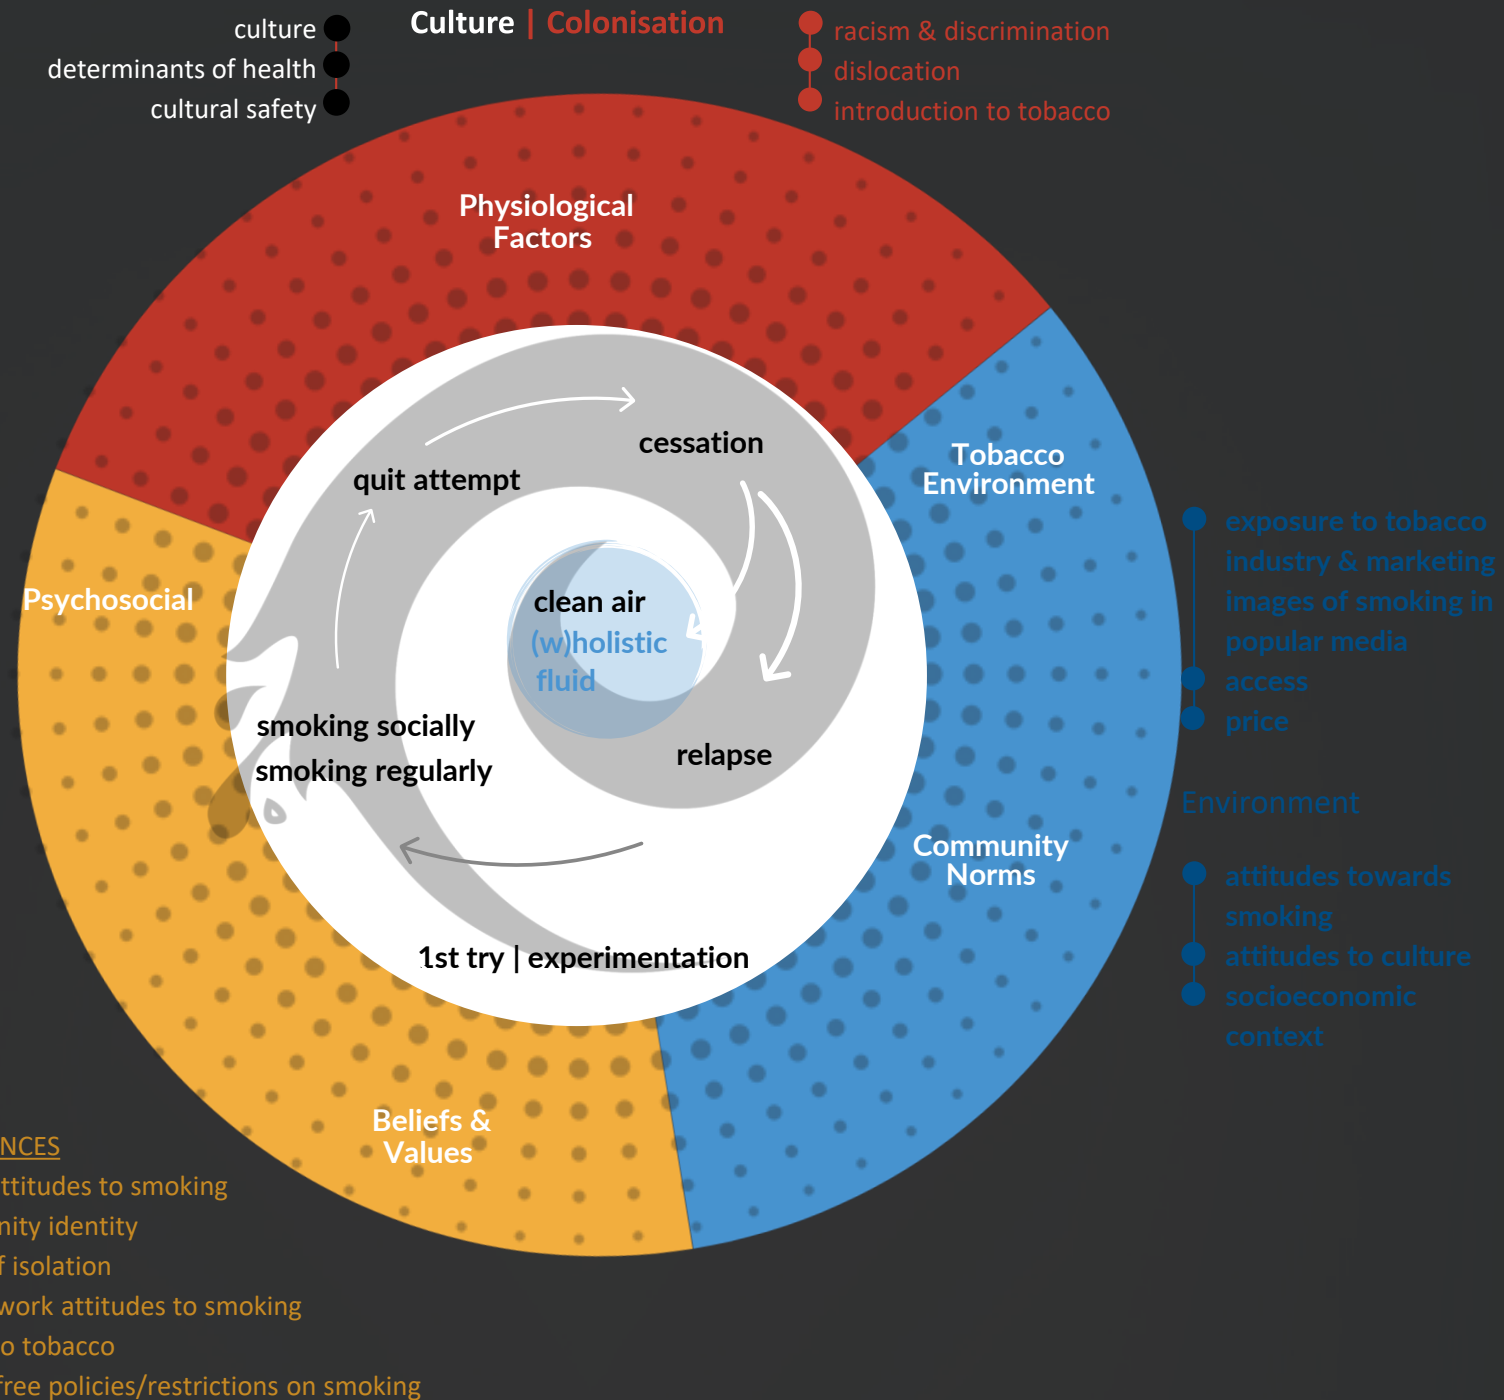 Culture | Colonisation
culture
determinants of health
cultural safety
racism & discrimination
dislocation
introduction to tobacco
Physiological
Factors
Tobacco
Environment
cessation
quit attempt
Psychosocial
clean air
(w)holistic
fluid
smoking socially
smoking regularly
relapse
1st try | experimentation
Community
Norms
Beliefs &
Values
exposure to tobacco
industry & marketing
images of smoking in
popular media
access
price
Environment
attitudes towards
smoking
attitudes to culture
socioeconomic
context
NCES
ttitudes to smoking
nity identity
f isolation
work attitudes to smoking
o tobacco
free policies/restrictions on smoking